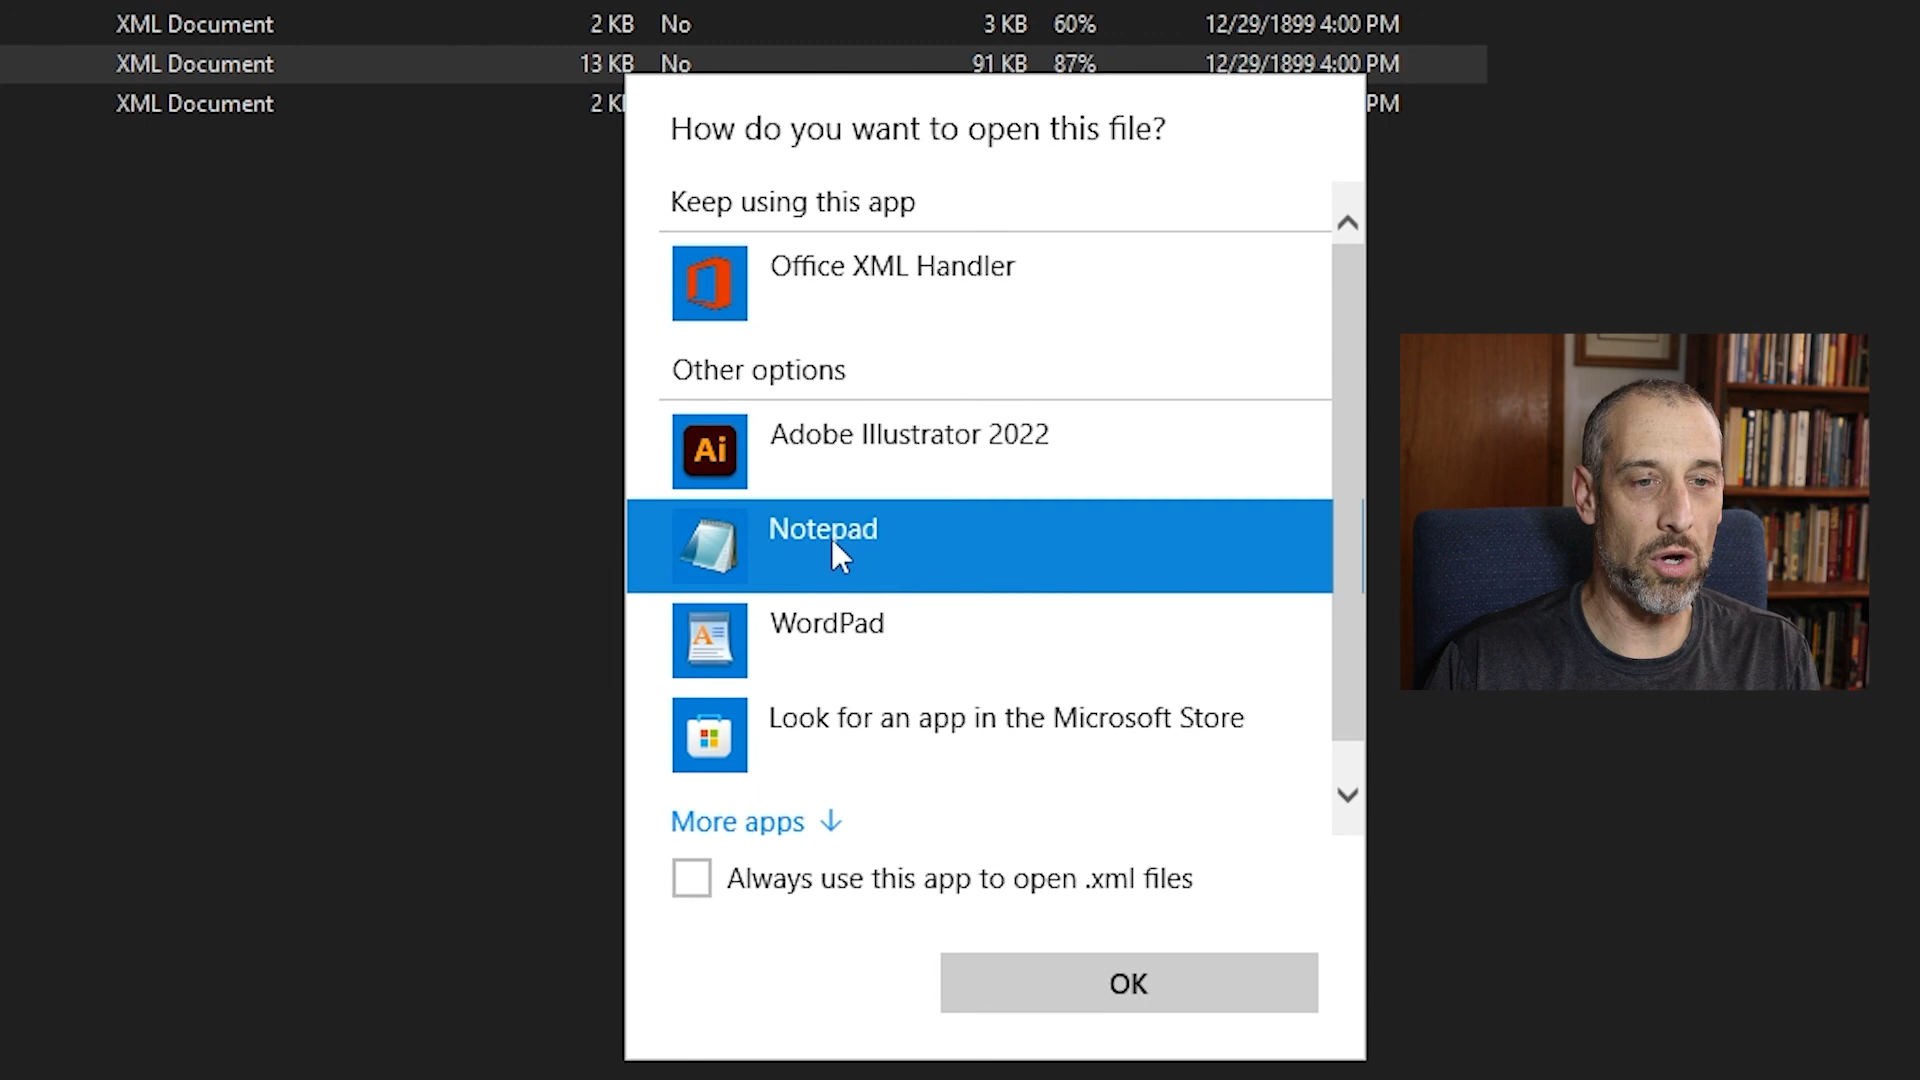 XML Document 2 KB No 3 KB 60% 12/29/1899 4:00 PM
XML Document 13 KB No 91 KB 87% 12/29/1899 4:00 PM
XML Document 2 PM
How do you want to open this file?
Keep using this app
Office XML Handler
Other options
Ai Adobe Illustrator 2022
Notepad
A WordPad
Look for an app in the Microsoft Store
More apps
Always use this app to open .xml files
OK